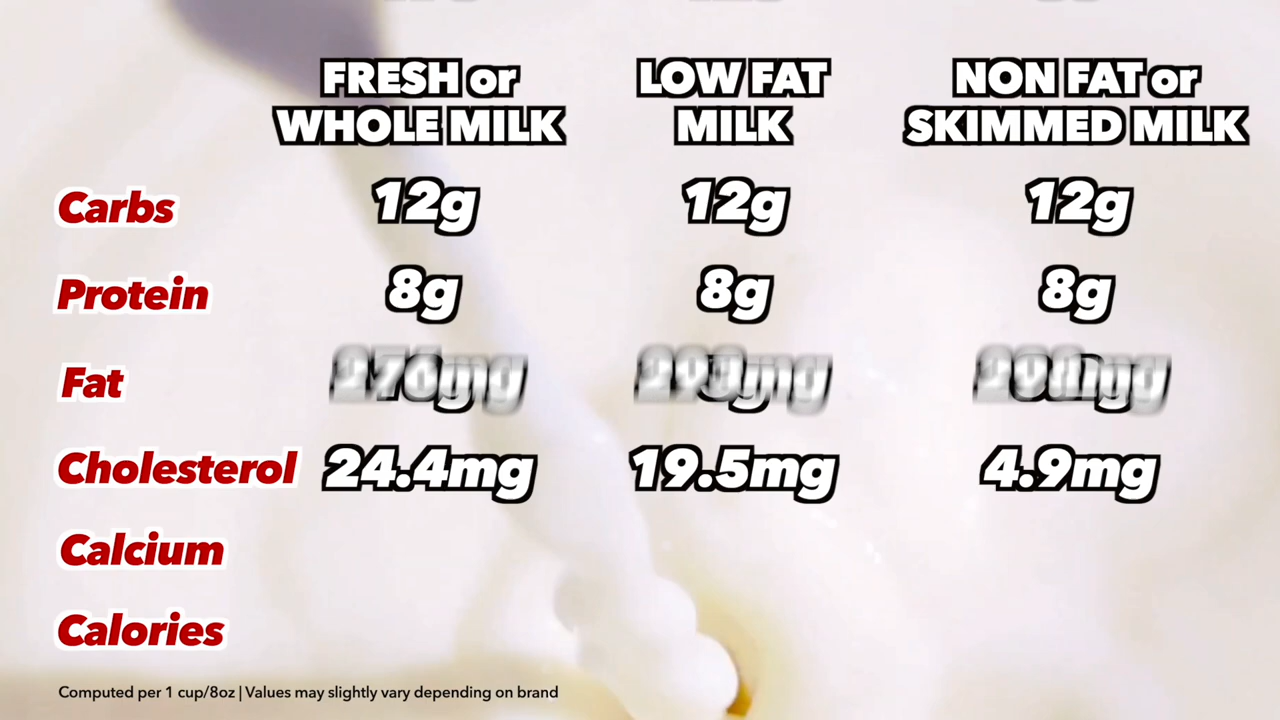 FRESH or
WHOLE MILK
LOW FAT
MILK
NON FAT or
SKIMMED MILK
Carbs 12g 12g 12g
Protein 8g 8g 8g
Fat
Cholesterol 24.4mg 19.5mg 4.9mg
Calcium
Calories
Computed per 1 cup/8oz | Values may slightly vary depending on brand